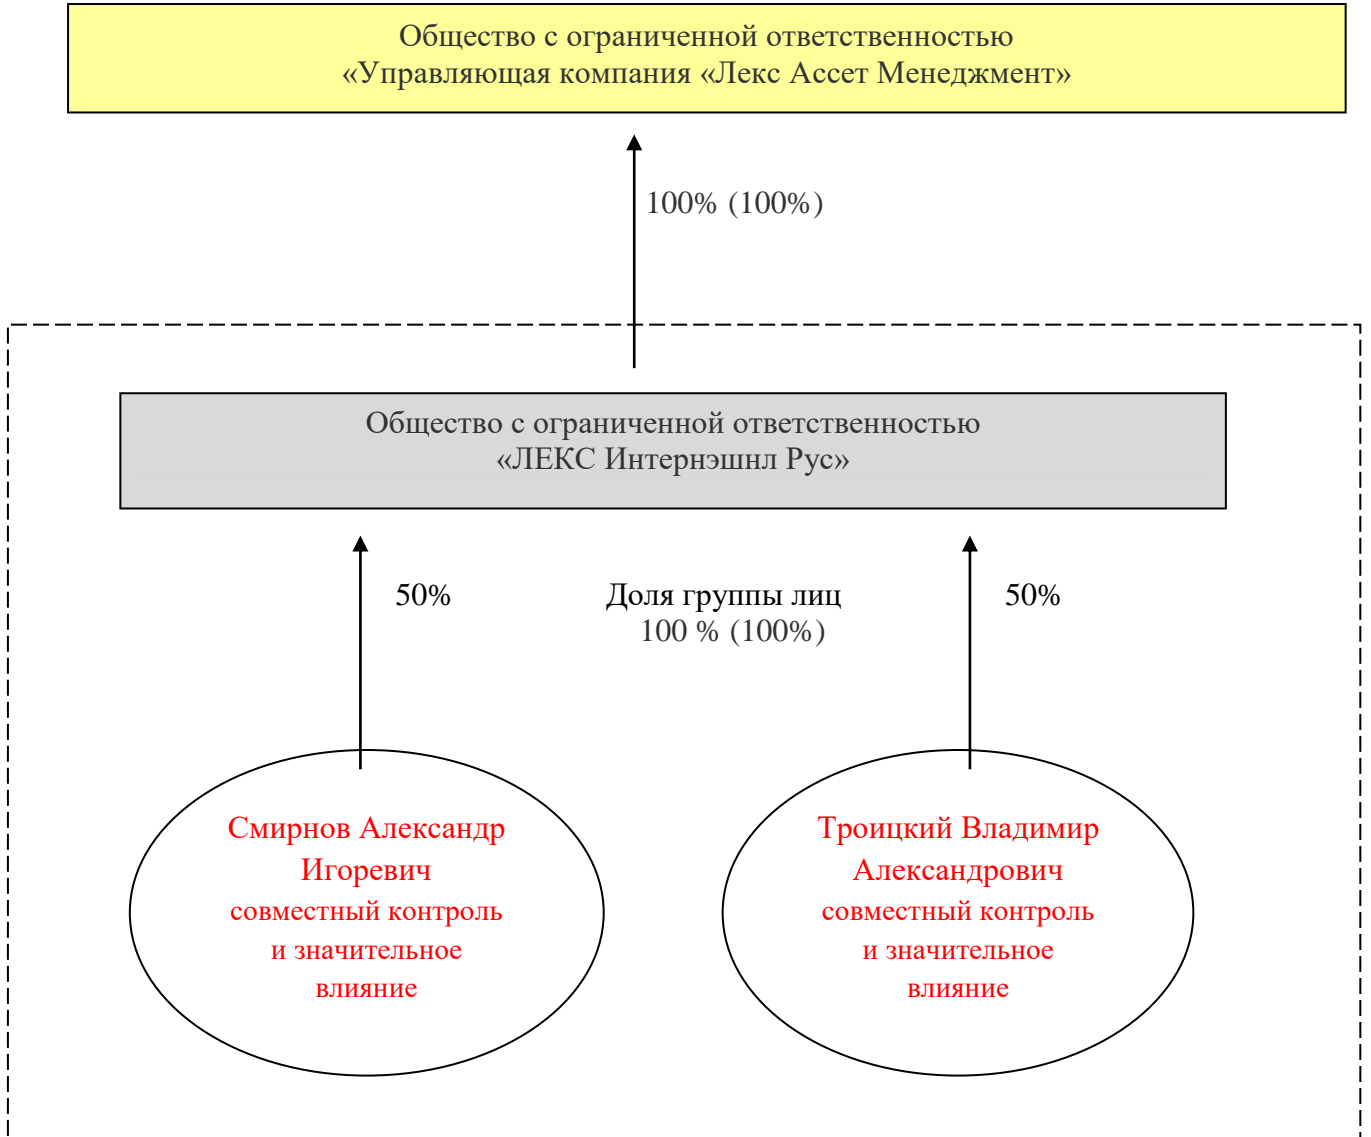 Общество с ограниченной ответственностью
«Управляющая компания «Лекс Ассет Менеджмент»
100% (100%)
Общество с ограниченной ответственностью
«ЛЕКС Интернэшнл Рус»
50%
Доля группы лиц
100 % (100%)
50%
Смирнов Александр
Игоревич
совместный контроль
и значительное
влияние
Троицкий Владимир
Александрович
совместный контроль
и значительное
влияние